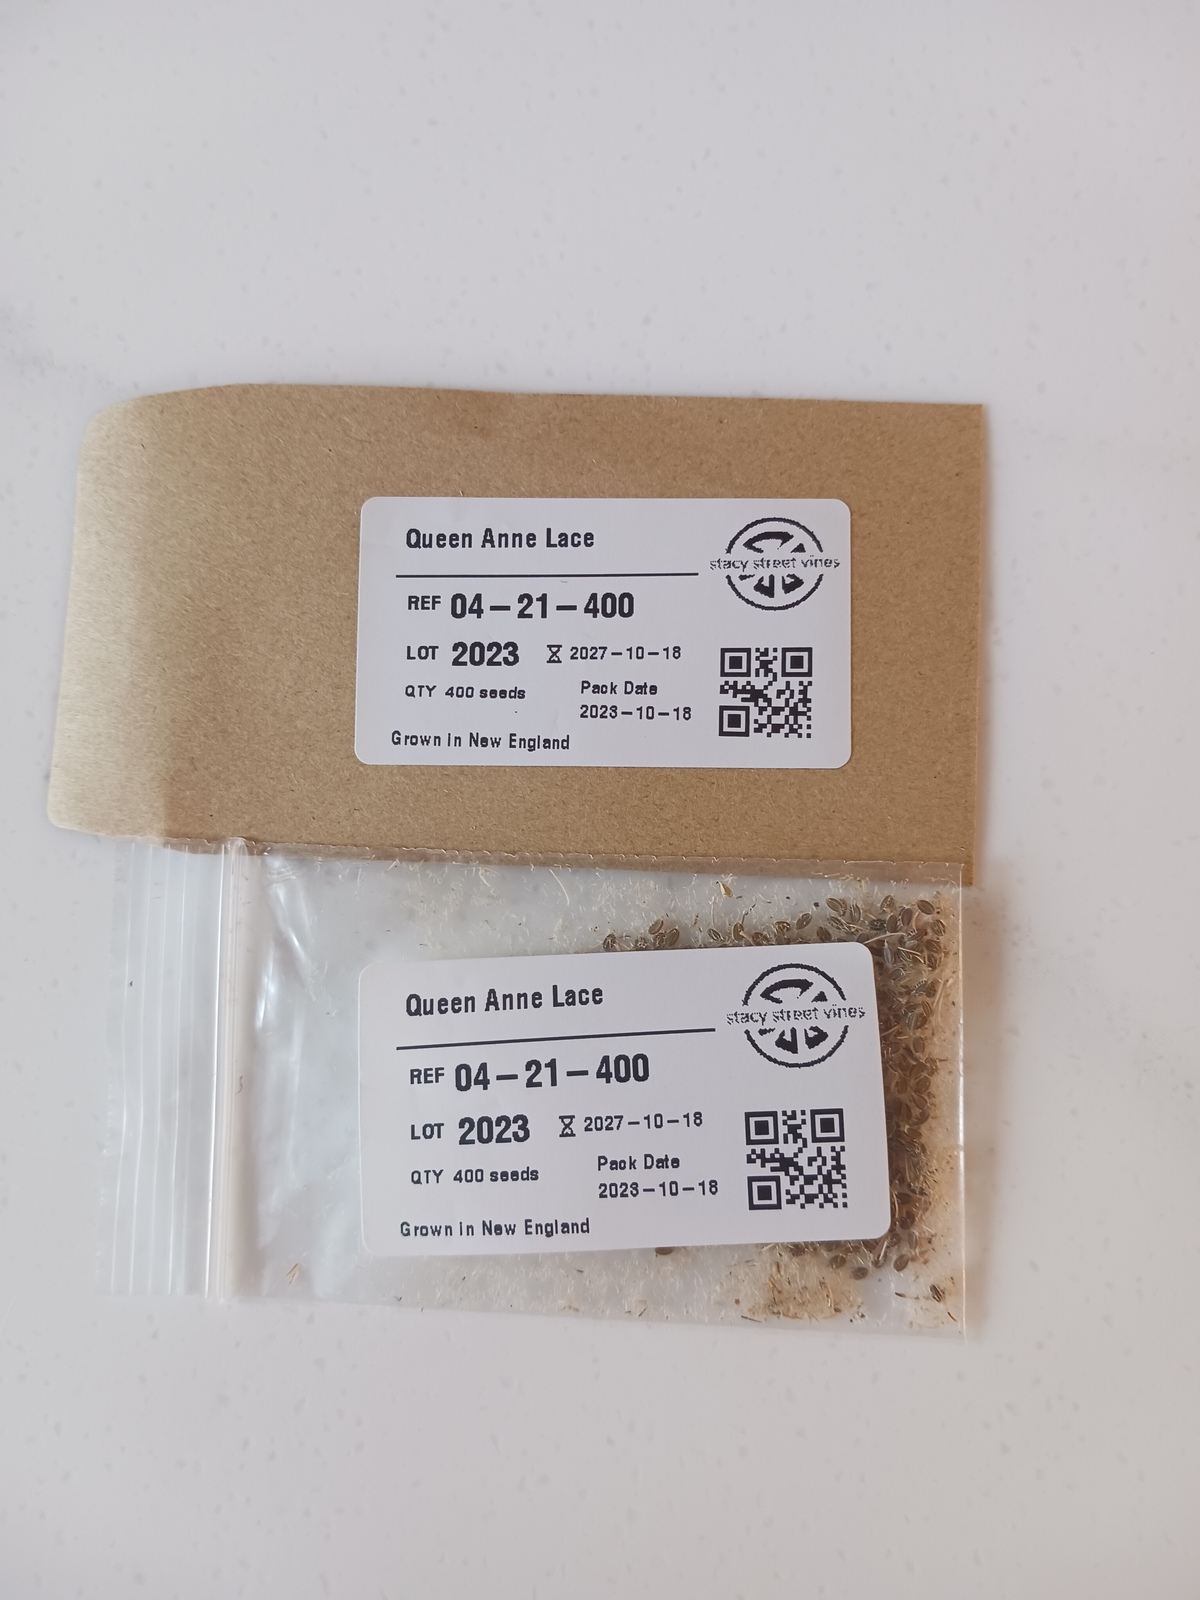 Queen Anne Lace
stacy street vines
REF 04-21-400
LOT 2023 2027-10-18
QTY 400 seeds Pack Date
2023-10-18
Grown in New England
Queen Anne Lace
stacy street vines
REF 04-21-400
LOT 2023 2027-10-18
QTY 400 seeds Pack Date
2023-10-18
Grown in New England